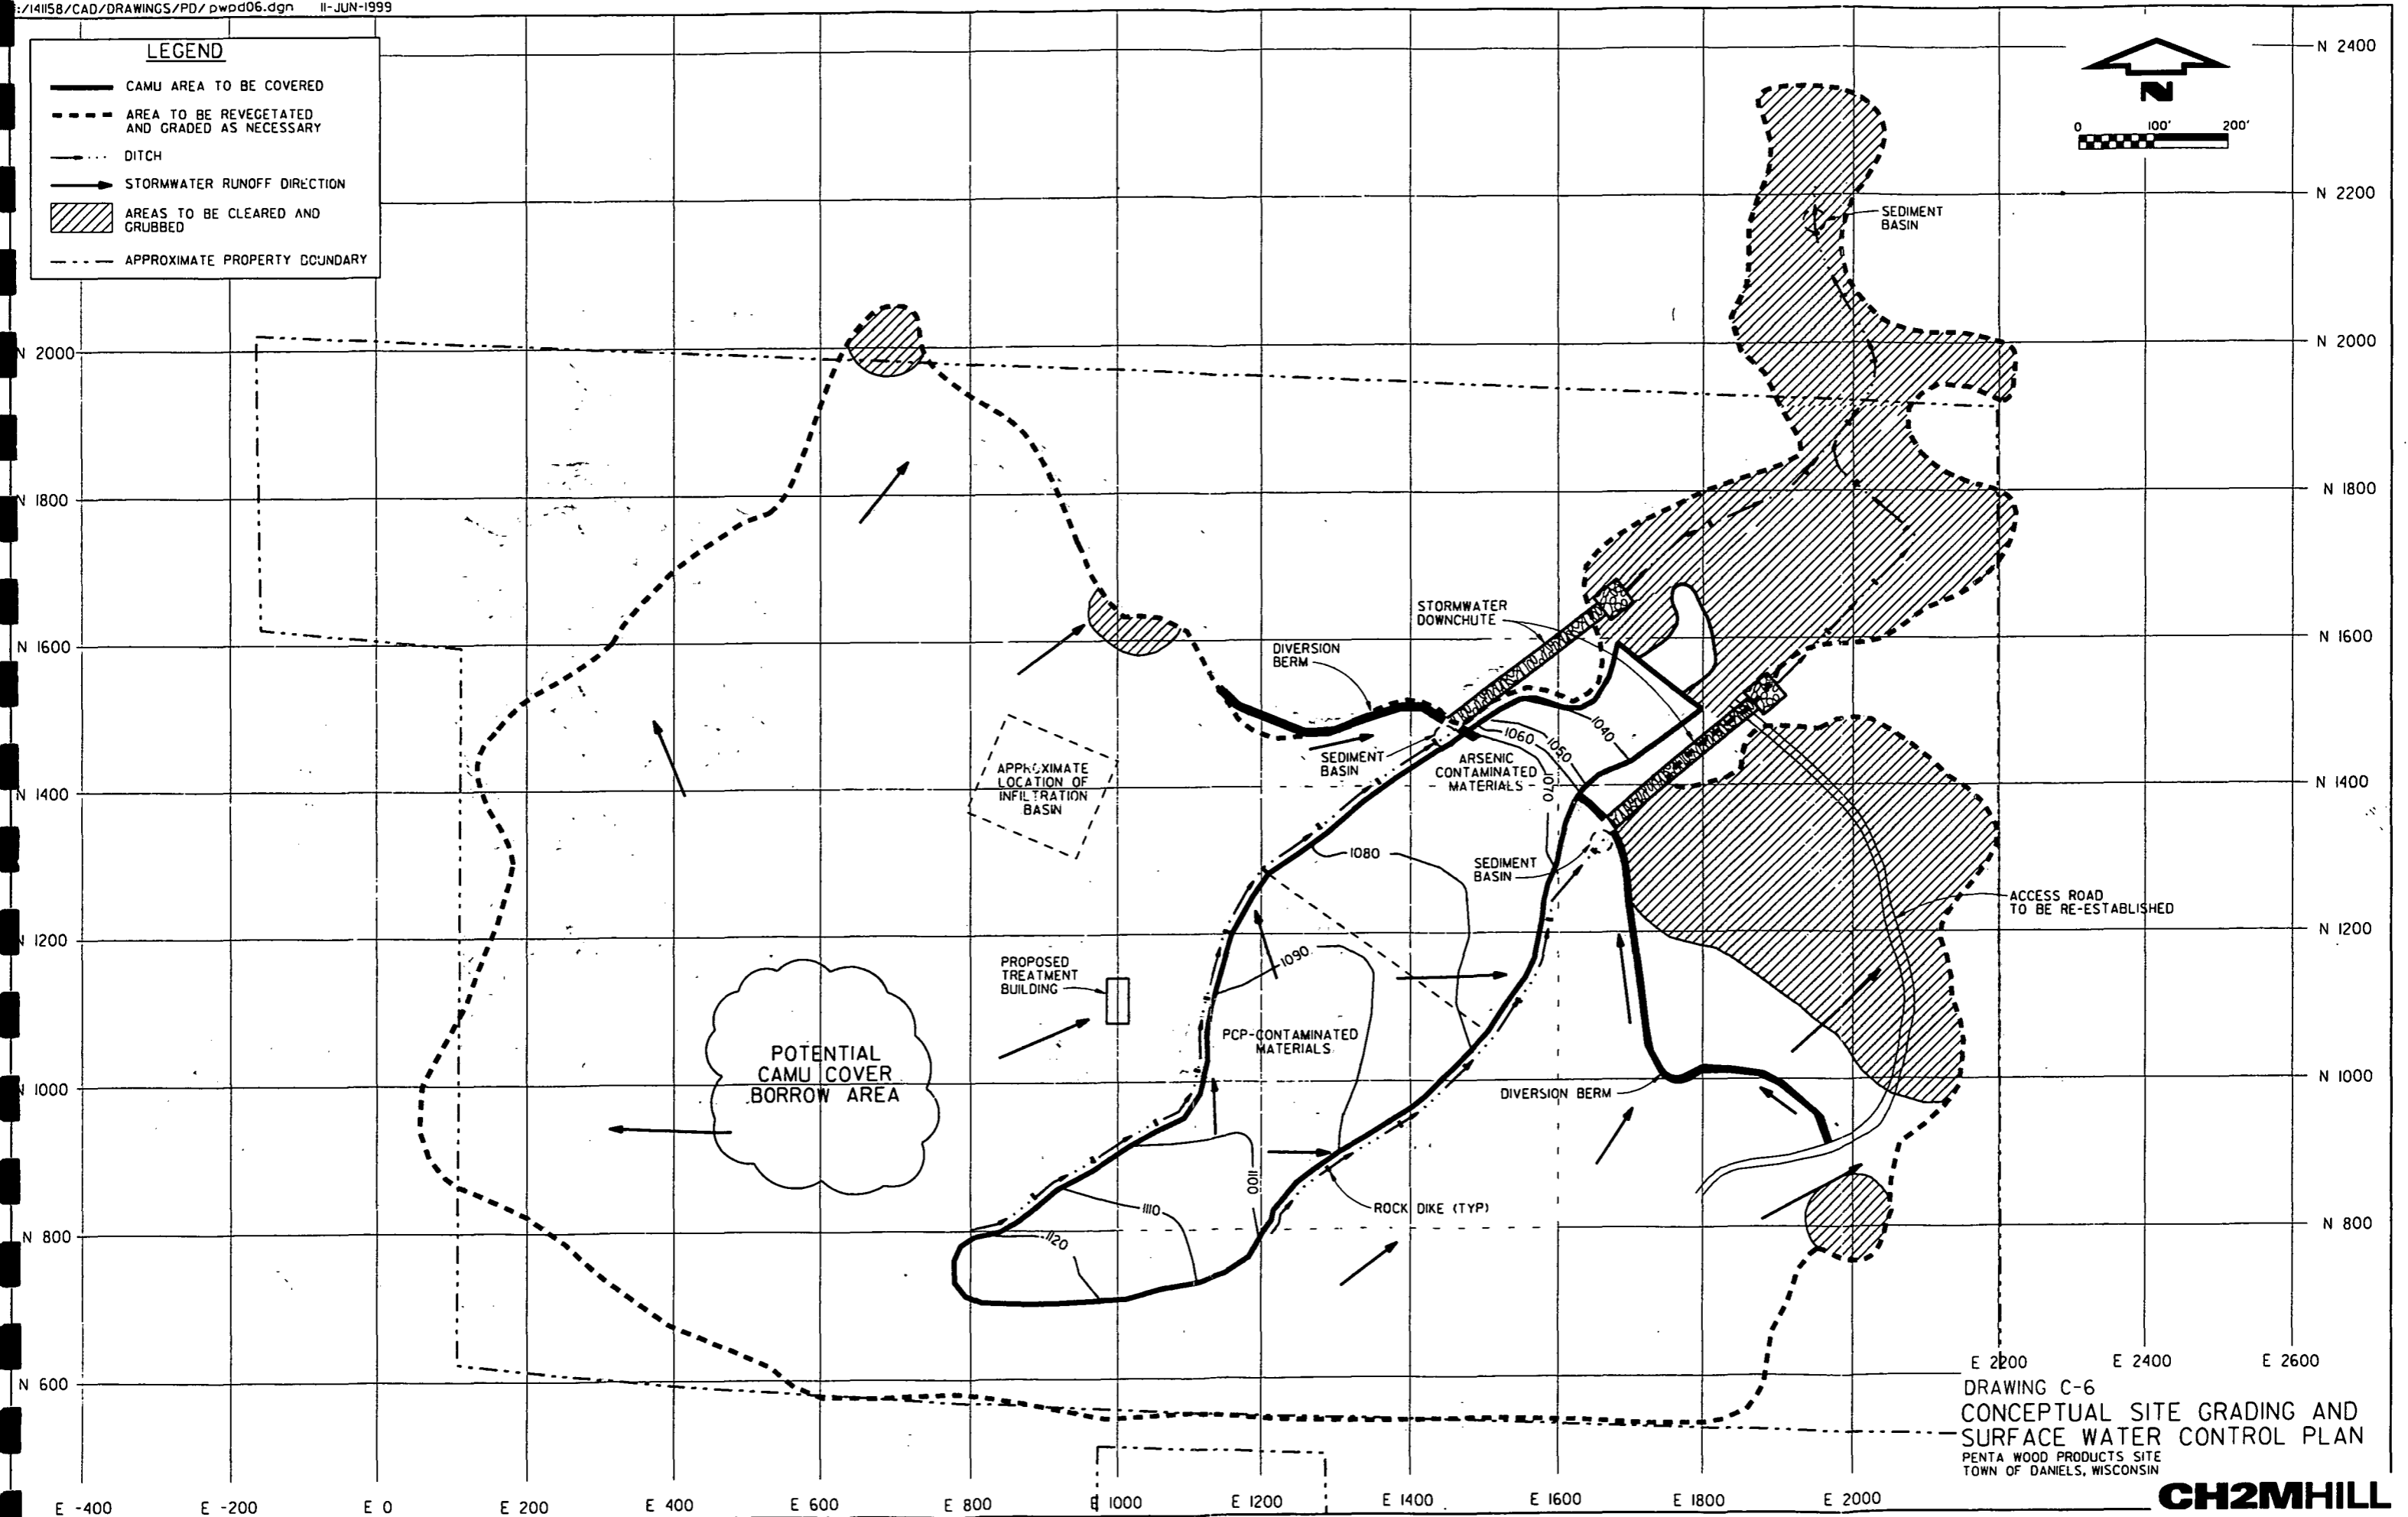 :/141158/CAD/DRAWINGS/PD/pwpd06.dgn 11-JUN-1999
LEGEND
CAMU AREA TO BE COVERED
AREA TO BE REVEGETATED
AND GRADED AS NECESSARY
DITCH
STORMWATER RUNOFF DIRECTION
AREAS TO BE CLEARED AND
GRUBBED
APPROXIMATE PROPERTY BOUNDARY
N
0 100' 200'
N 2400
N 2200
SEDIMENT
BASIN
N 2000
N 2000
N 1800
N 1800
STORMWATER
DOWNCHUTE
N 1600
N 1600
DIVERSION
BERM
1040
1060
1050
SEDIMENT
BASIN
ARSENIC
CONTAMINATED
MATERIALS
1070
APPROXIMATE
LOCATION OF
INFILTRATION
BASIN
N 1400
N 1400
1080
SEDIMENT
BASIN
ACCESS ROAD
TO BE RE-ESTABLISHED
N 1200
N 1200
1090
PROPOSED
TREATMENT
BUILDING
PCP-CONTAMINATED
MATERIALS
POTENTIAL
CAMU COVER
BORROW AREA
N 1000
N 1000
DIVERSION BERM
1100
ROCK DIKE (TYP)
1110
1120
N 800
N 800
N 600
E 2200 E 2400 E 2600
DRAWING C-6
CONCEPTUAL SITE GRADING AND
SURFACE WATER CONTROL PLAN
PENTA WOOD PRODUCTS SITE
TOWN OF DANIELS, WISCONSIN
CH2MHILL
E -400 E -200 E 0 E 200 E 400 E 600 E 800 E 1000 E 1200 E 1400 E 1600 E 1800 E 2000